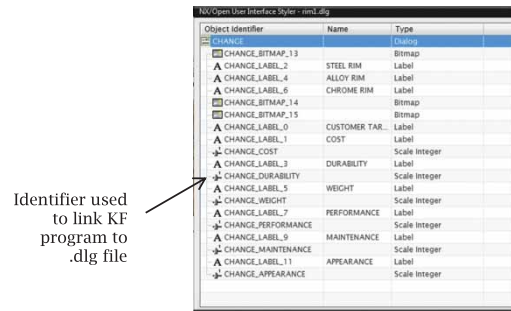 NX/Open User Interface Styler - rim1.dlg
Object Identifier Name Type
CHANGE Dialog
CHANGE_BITMAP_13 Bitmap
CHANGE_LABEL_2 STEEL RIM Label
CHANGE_LABEL_4 ALLOY RIM Label
CHANGE_LABEL_6 CHROME RIM Label
CHANGE_BITMAP_14 Bitmap
CHANGE_BITMAP_15 Bitmap
CHANGE_LABEL_0 CUSTOMER TAR... Label
CHANGE_LABEL_1 COST Label
CHANGE_COST Scale Integer
CHANGE_LABEL_3 DURABILITY Label
CHANGE_DURABILITY Scale Integer
CHANGE_LABEL_5 WEIGHT Label
CHANGE_WEIGHT Scale Integer
CHANGE_LABEL_7 PERFORMANCE Label
CHANGE_PERFORMANCE Scale Integer
CHANGE_LABEL_9 MAINTENANCE Label
CHANGE_MAINTENANCE Scale Integer
CHANGE_LABEL_11 APPEARANCE Label
CHANGE_APPEARANCE Scale Integer
Identifier used
to link KF
program to
.dlg file